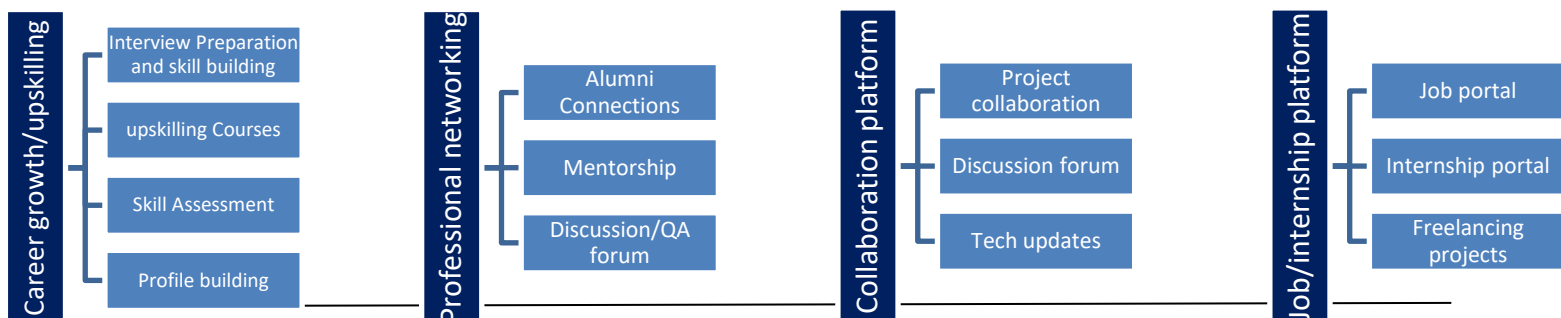 Career growth/upskilling
Interview Preparation
and skill building
upskilling Courses
Skill Assessment
Profile building
Professional networking
Alumni
Connections
Mentorship
Discussion/QA
forum
Collaboration platform
Project
collaboration
Discussion forum
Tech updates
Job/internship platform
Job portal
Internship portal
Freelancing
projects